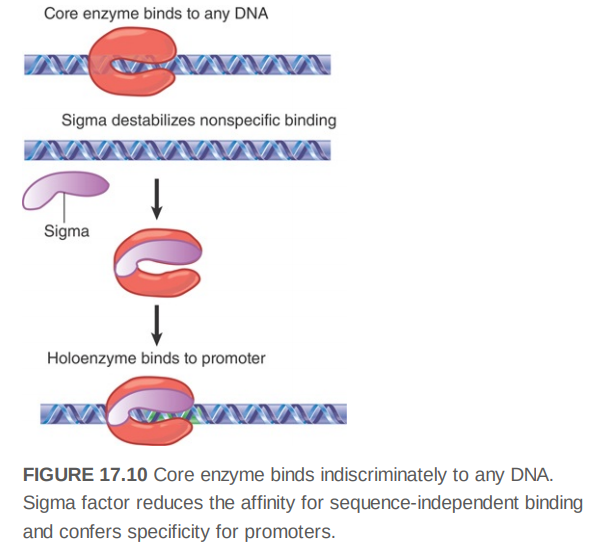 Core enzyme binds to any DNA
Sigma destabilizes nonspecific binding
Sigma
Holoenzyme binds to promoter
FIGURE 17.10 Core enzyme binds indiscriminately to any DNA.
Sigma factor reduces the affinity for sequence-independent binding
and confers specificity for promoters.